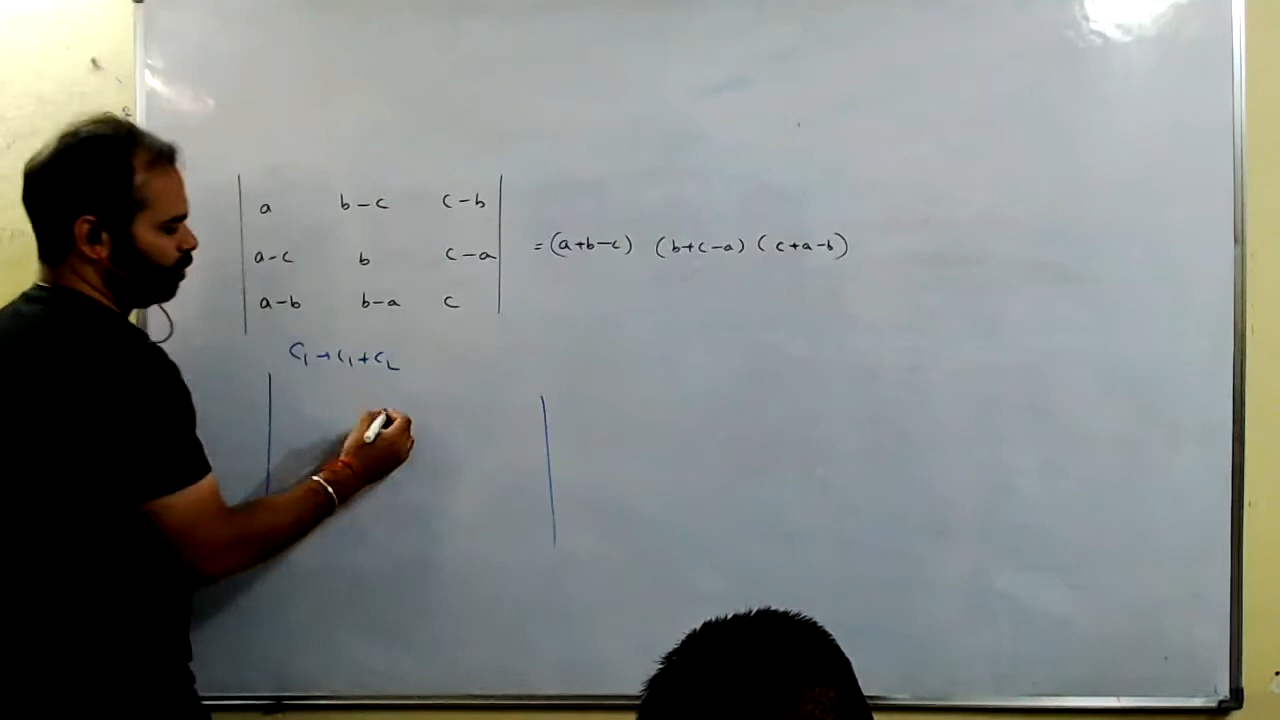 a b-c c-b
a-c b c-a =(a+b-c) (b+c-a) (c+a-b)
a-b b-a c
C₁→C₁+C₂